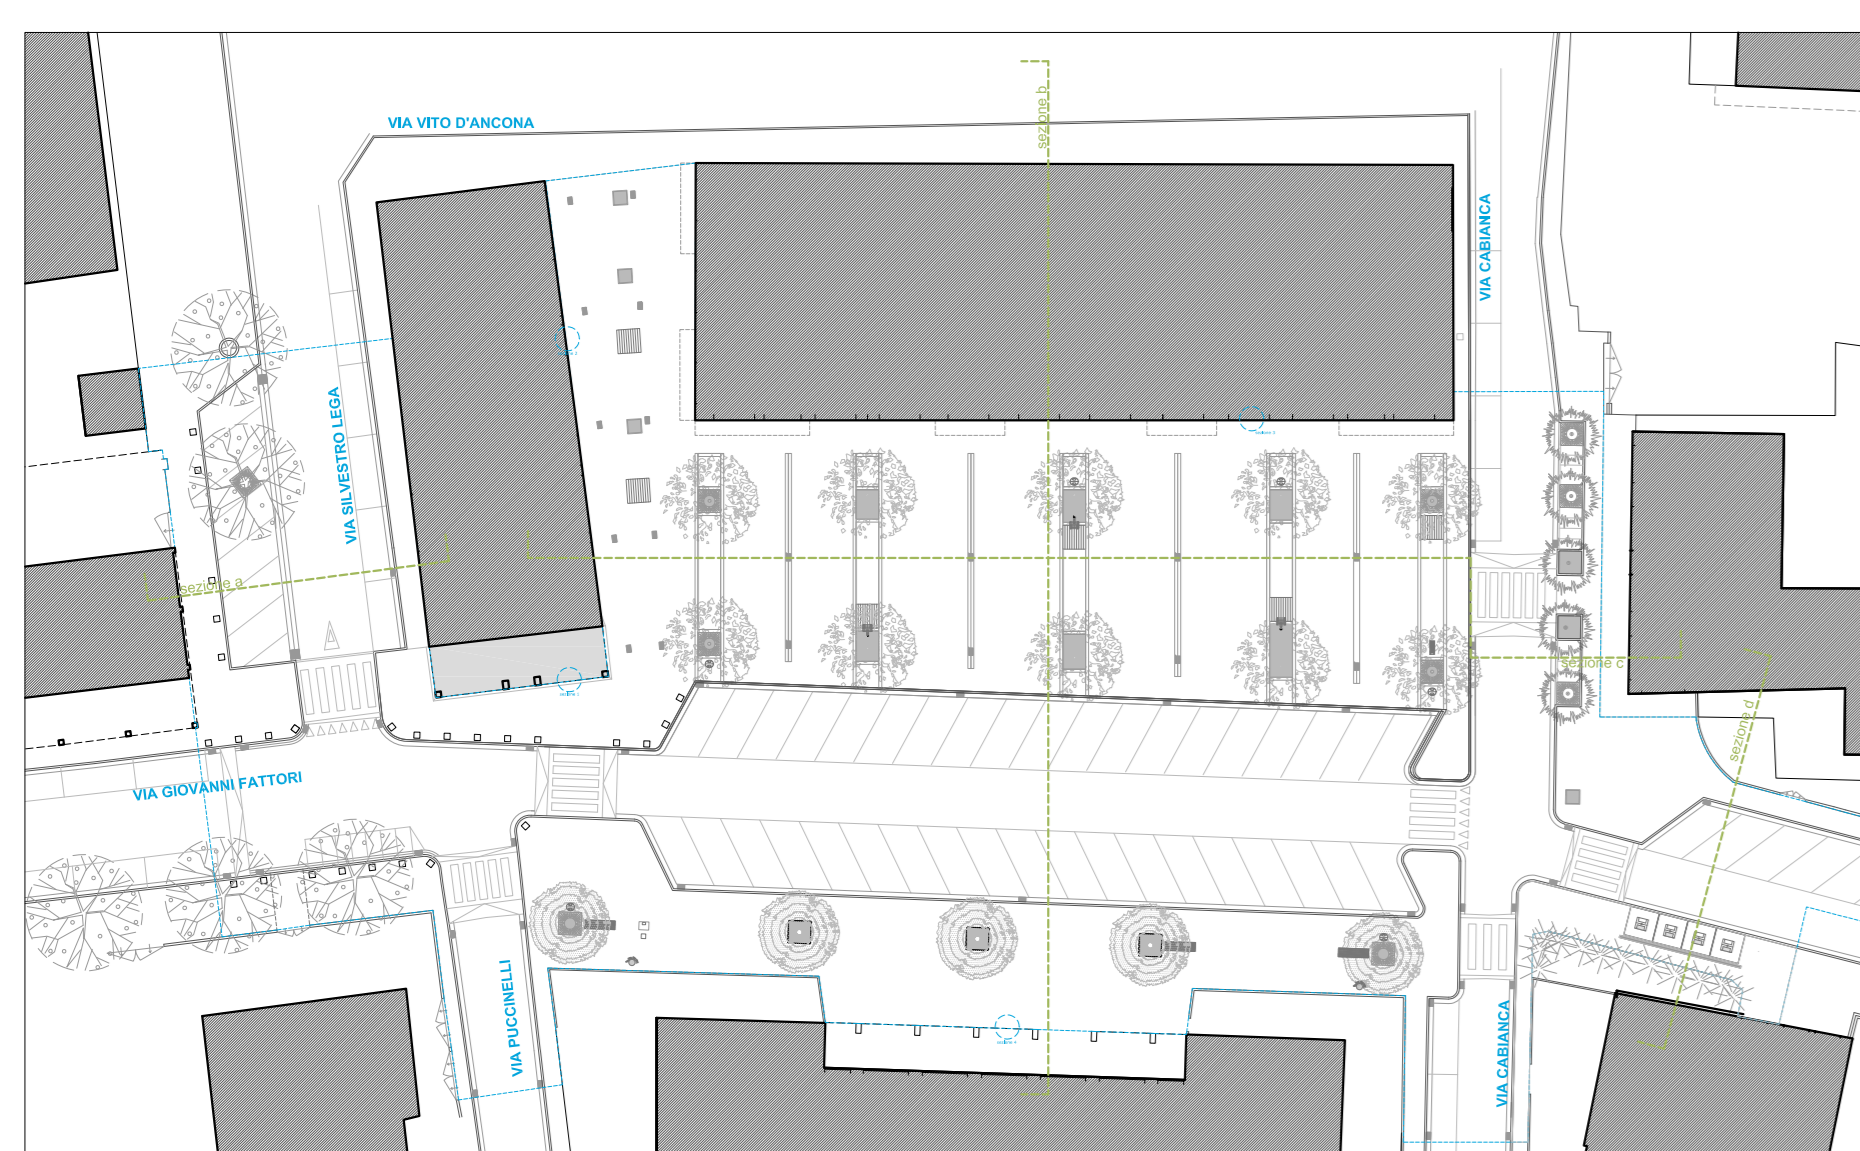 VIA VITO D'ANCONA
sezione b
VIA CABIANCA
VIA SILVESTRO LEGA
sezione a
sezione c
sezione d
VIA GIOVANNI FATTORI
VIA PUCCINELLI
VIA CABIANCA